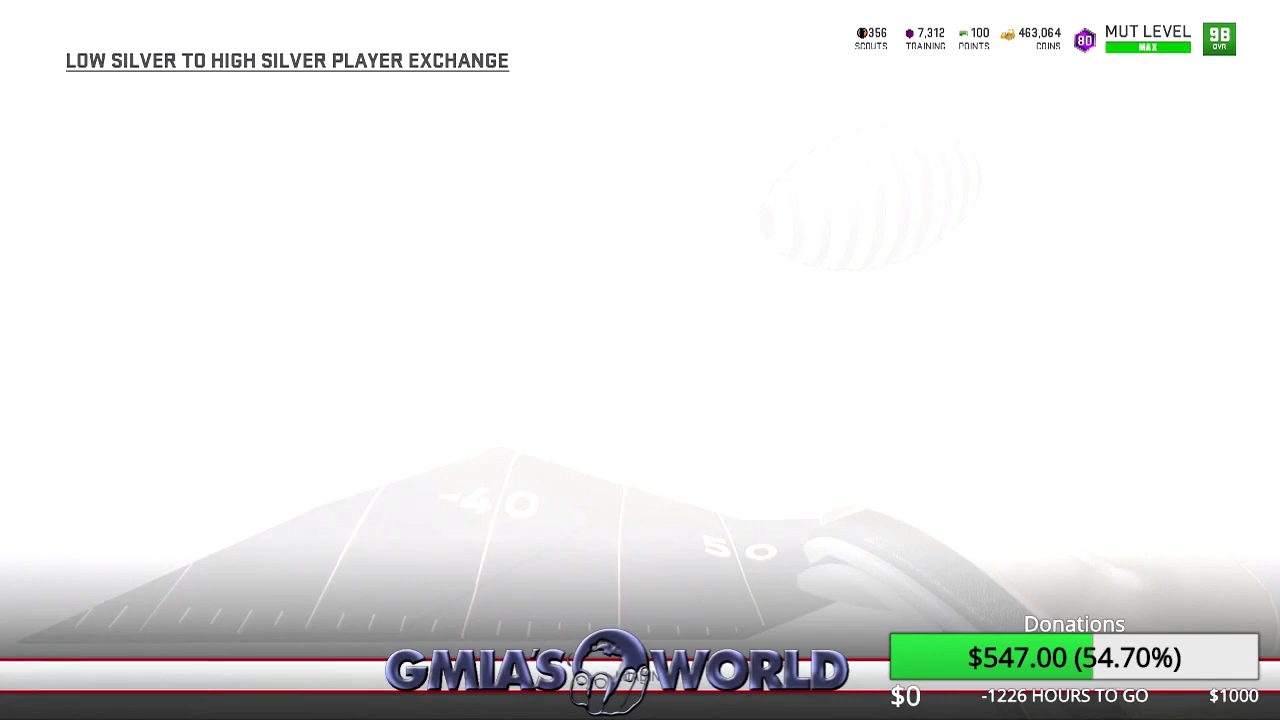 LOW SILVER TO HIGH SILVER PLAYER EXCHANGE
356
SCOUTS
7,312
TRAINING
100
POINTS
463,064
COINS
80
MUT LEVEL
MAX
98
OVR
40
50
GMIA'S WORLD
Donations
$547.00 (54.70%)
$0
-1226 HOURS TO GO
$1000